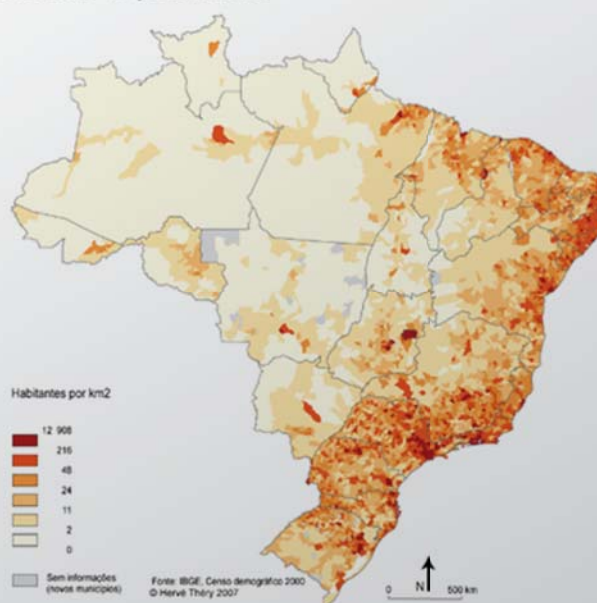 Habitantes por km2
12 908
216
48
24
11
2
0
Sem informações
(novos municípios)
Fonte: IBGE, Censo demográfico 2000
© Hervé Théry 2007
N
0 500 km